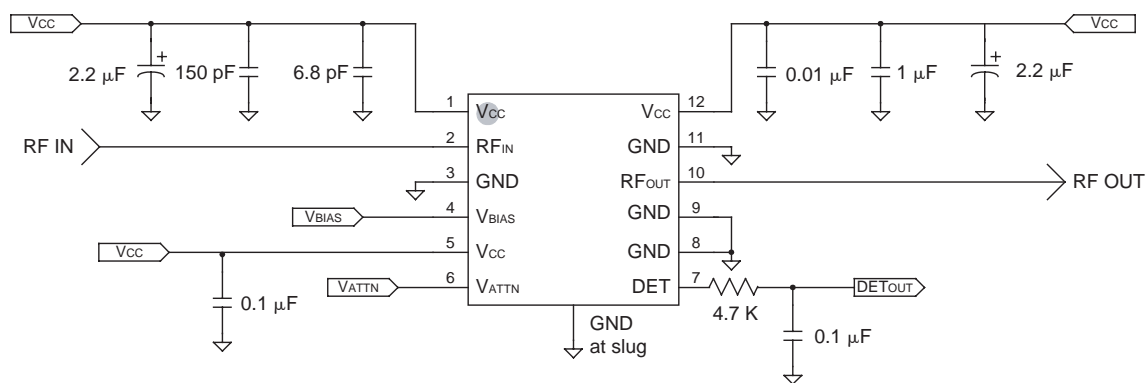 VCC
VCC
2.2 μF
+
150 pF
6.8 pF
0.01 μF
1 μF
+
2.2 μF
1
VCC
VCC
12
RF IN
2
RFIN
GND
11
3
GND
RFOUT
10
RF OUT
VBIAS
4
VBIAS
GND
9
VCC
5
VCC
GND
8
VATTN
6
VATTN
DET
7
DETOUT
0.1 μF
4.7 K
GND
at slug
0.1 μF